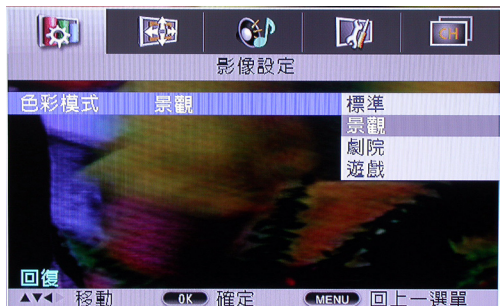 CH
影像設定
色彩模式 景觀 標準
景觀
劇院
遊戲
回復
▲▼◀▶ 移動 OK 確定 MENU 回上一選單